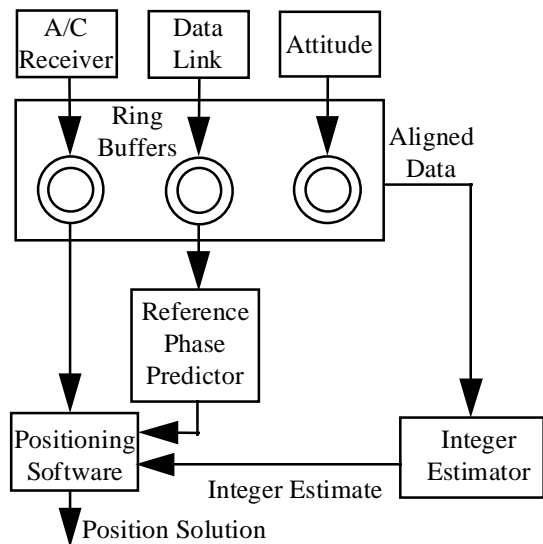 A/C
Receiver
Data
Link
Attitude
Ring
Buffers
Aligned
Data
Reference
Phase
Predictor
Positioning
Software
Integer
Estimator
Integer Estimate
Position Solution